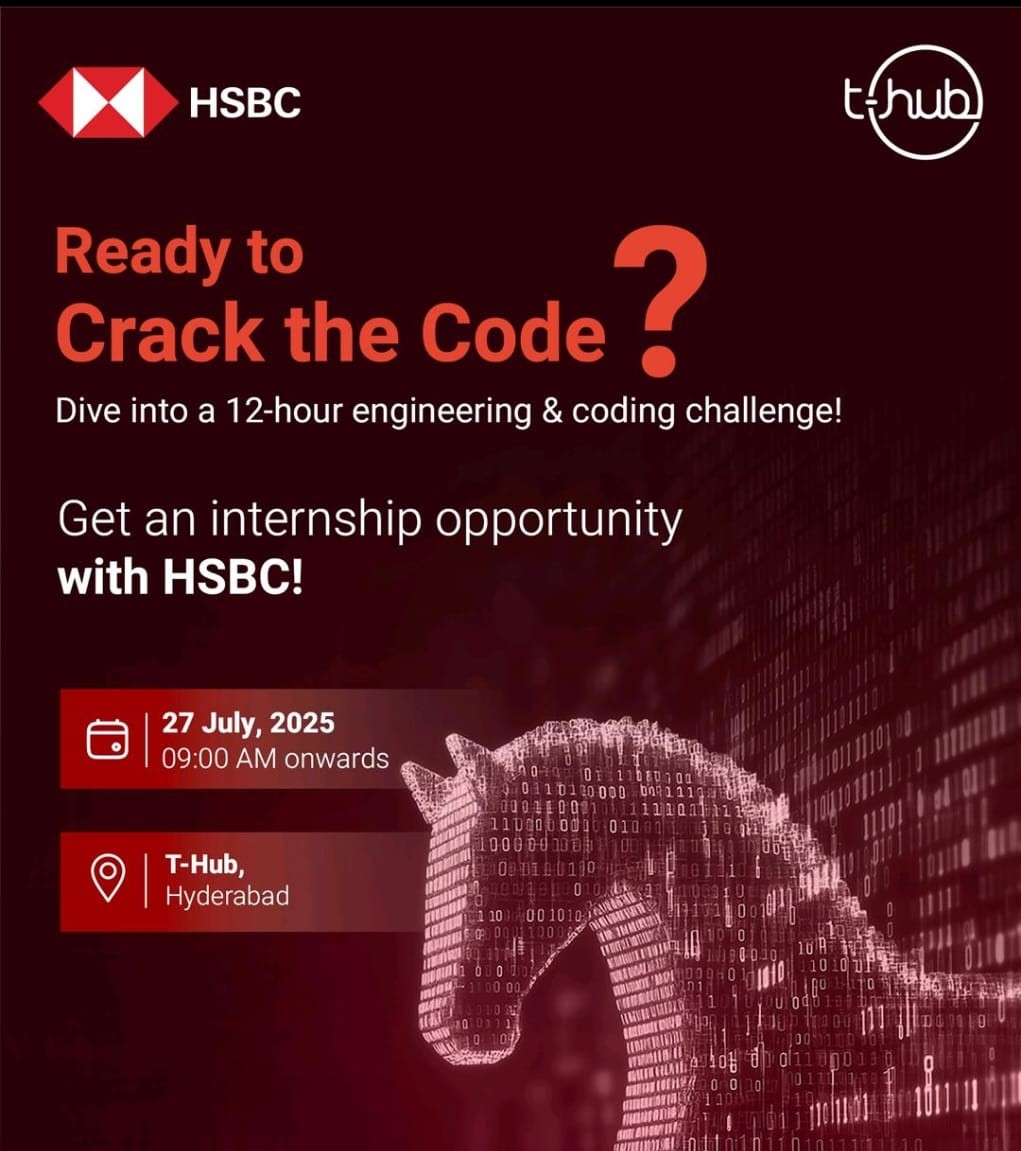 HSBC
t-hub
Ready to
Crack the Code?
Dive into a 12-hour engineering & coding challenge!
Get an internship opportunity
with HSBC!
27 July, 2025
09:00 AM onwards
T-Hub,
Hyderabad